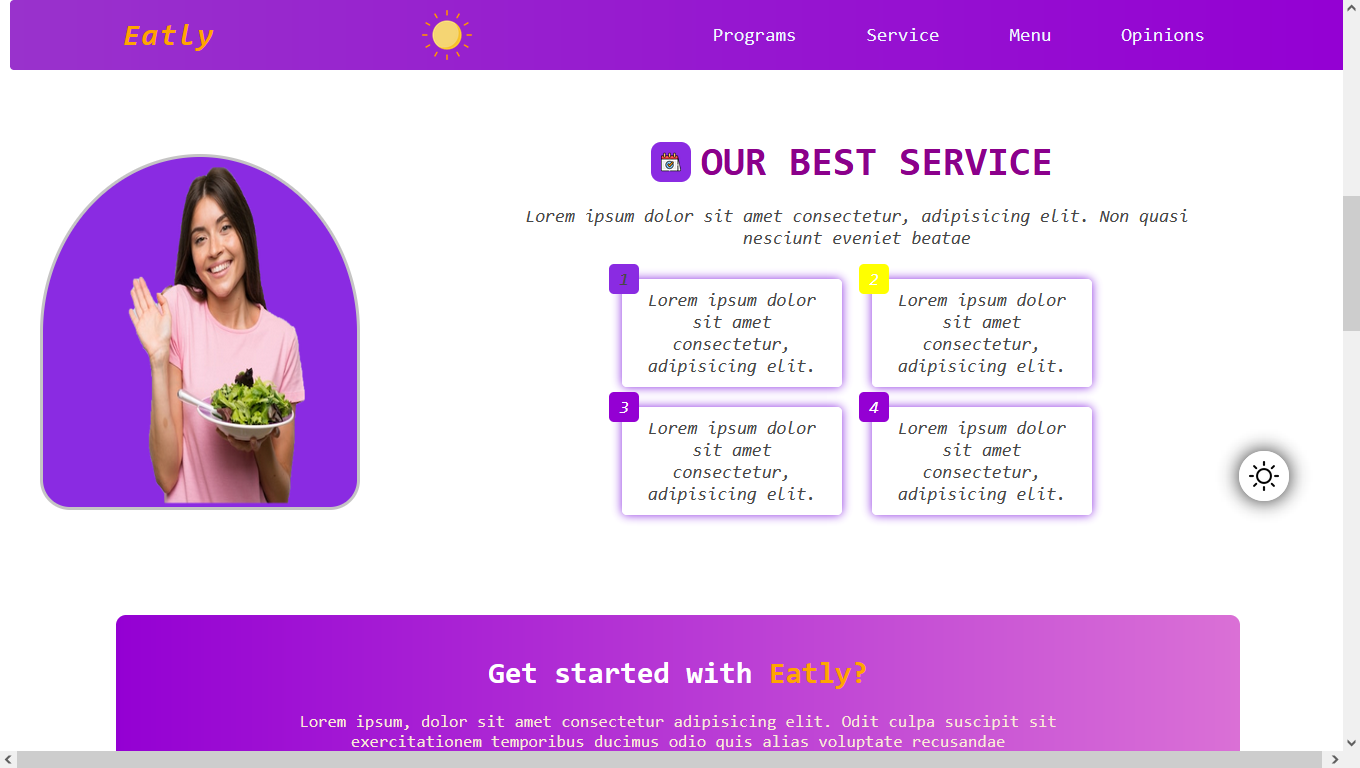 Eatly
Programs Service Menu Opinions
OUR BEST SERVICE
Lorem ipsum dolor sit amet consectetur, adipisicing elit. Non quasi
nesciunt eveniet beatae
1
Lorem ipsum dolor
sit amet
consectetur,
adipisicing elit.
2
Lorem ipsum dolor
sit amet
consectetur,
adipisicing elit.
3
Lorem ipsum dolor
sit amet
consectetur,
adipisicing elit.
4
Lorem ipsum dolor
sit amet
consectetur,
adipisicing elit.
Get started with Eatly?
Lorem ipsum, dolor sit amet consectetur adipisicing elit. Odit culpa suscipit sit
exercitationem temporibus ducimus odio quis alias voluptate recusandae